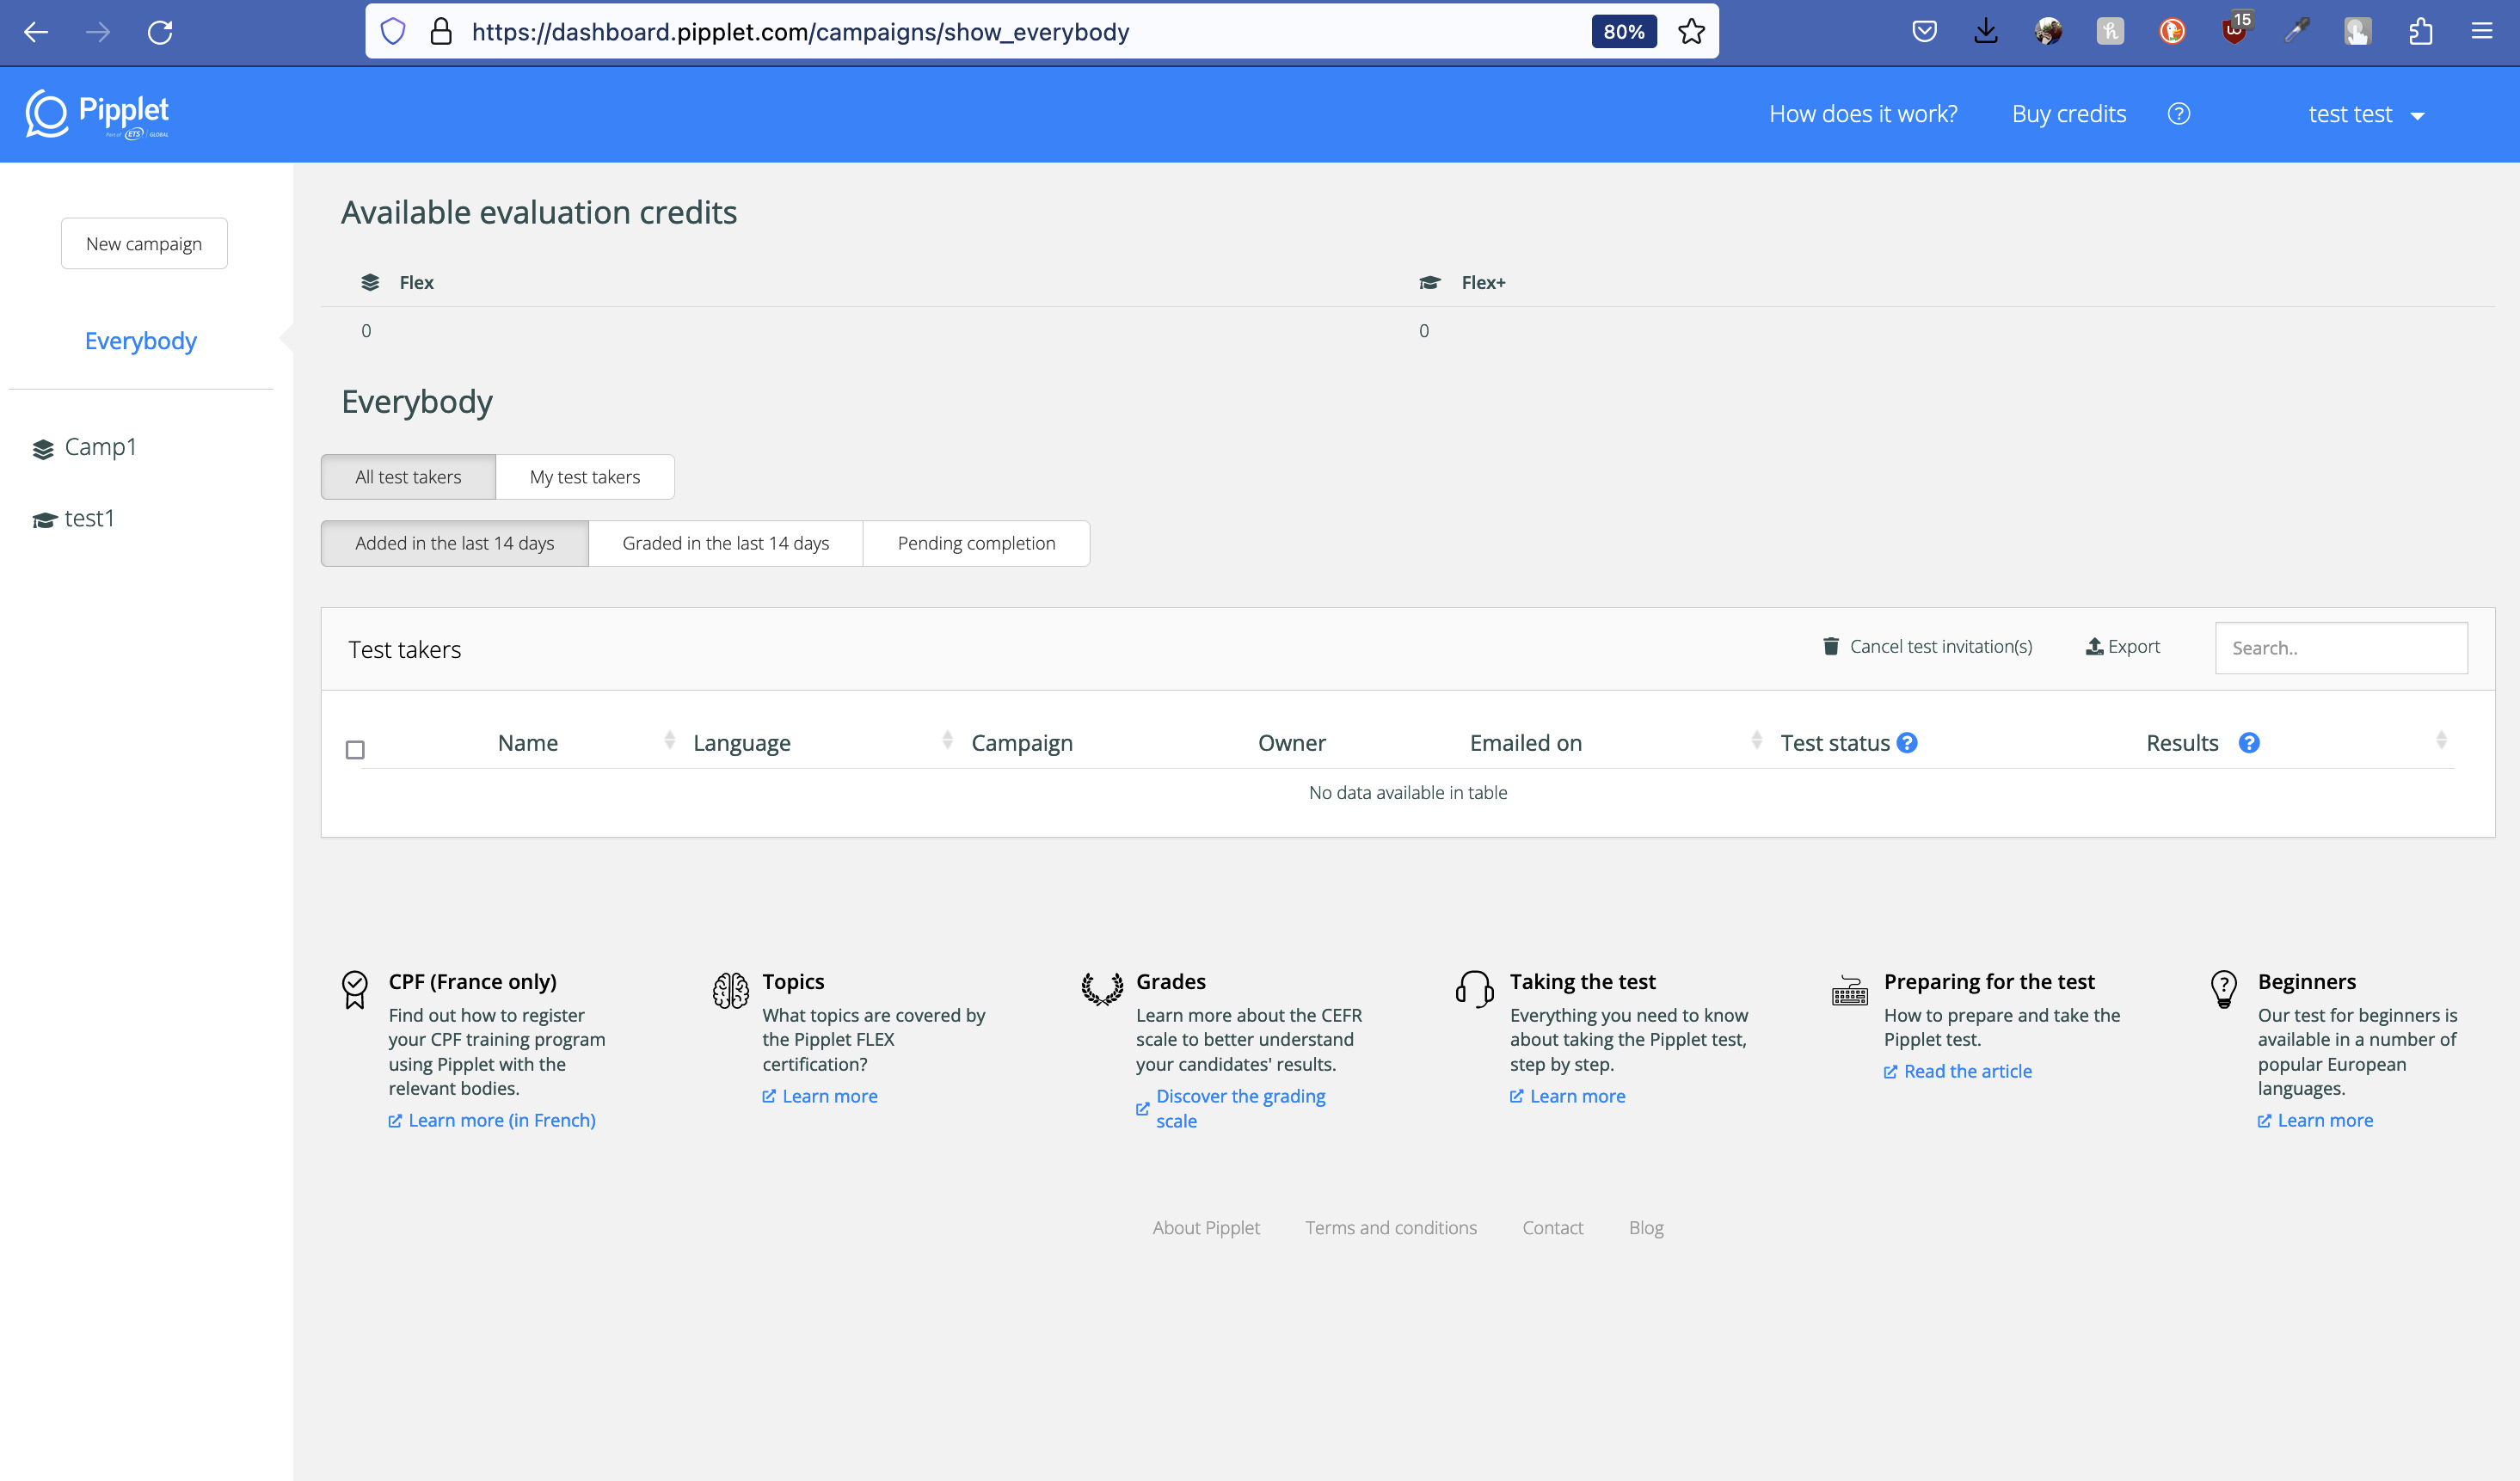 https://dashboard.pipplet.com/campaigns/show_everybody
80%
15
Pipplet
Part of ETS GLOBAL
How does it work?
Buy credits
?
test test
New campaign
Everybody
Camp1
test1
Available evaluation credits
Flex
Flex+
0
0
Everybody
All test takers
My test takers
Added in the last 14 days
Graded in the last 14 days
Pending completion
Test takers
Cancel test invitation(s)
Export
Search..
Name
Language
Campaign
Owner
Emailed on
Test status ?
Results ?
No data available in table
CPF (France only)
Find out how to register
your CPF training program
using Pipplet with the
relevant bodies.
Learn more (in French)
Topics
What topics are covered by
the Pipplet FLEX
certification?
Learn more
Grades
Learn more about the CEFR
scale to better understand
your candidates' results.
Discover the grading
scale
Taking the test
Everything you need to know
about taking the Pipplet test,
step by step.
Learn more
Preparing for the test
How to prepare and take the
Pipplet test.
Read the article
?
Beginners
Our test for beginners is
available in a number of
popular European
languages.
Learn more
About Pipplet
Terms and conditions
Contact
Blog